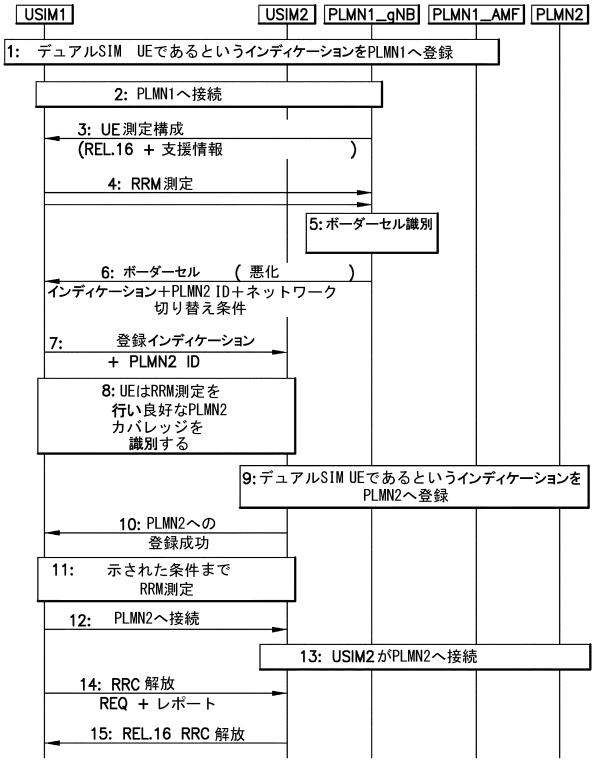 USIM1 USIM2 PLMN1_gNB PLMN1_AMF PLMN2
1: デュアルSIM UEであるというインディケーションをPLMN1へ登録
2: PLMN1へ接続
3: UE測定構成
(REL.16 + 支援情報 )
4: RRM測定
5: ボーダーセル識別
6: ボーダーセル ( 悪化 )
インディケーション+PLMN2 ID+ネットワーク
切り替え条件
7: 登録インディケーション
+ PLMN2 ID
8: UEはRRM測定を
行い良好なPLMN2
カバレッジを
識別する
9: デュアルSIM UEであるというインディケーションを
PLMN2へ登録
10: PLMN2への
登録成功
11: 示された条件まで
RRM測定
12: PLMN2へ接続
13: USIM2がPLMN2へ接続
14: RRC 解放
REQ + レポート
15: REL.16 RRC 解放